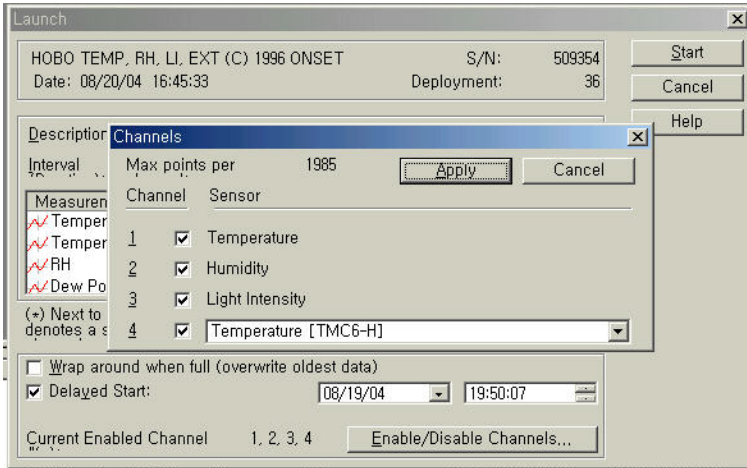 Launch
HOBO TEMP, RH, LI, EXT (C) 1996 ONSET S/N: 509354
Date: 08/20/04 16:45:33 Deployment: 36
Start
Cancel
Help
Description
Interval
Measuremen
Temper
Temper
RH
Dew Po
(*) Next to
denotes a s
Channels
Max points per 1985 Apply Cancel
Channel Sensor
1 Temperature
2 Humidity
3 Light Intensity
4 Temperature [TMC6-H]
Wrap around when full (overwrite oldest data)
Delayed Start: 08/19/04 19:50:07
Current Enabled Channel 1, 2, 3, 4 Enable/Disable Channels...